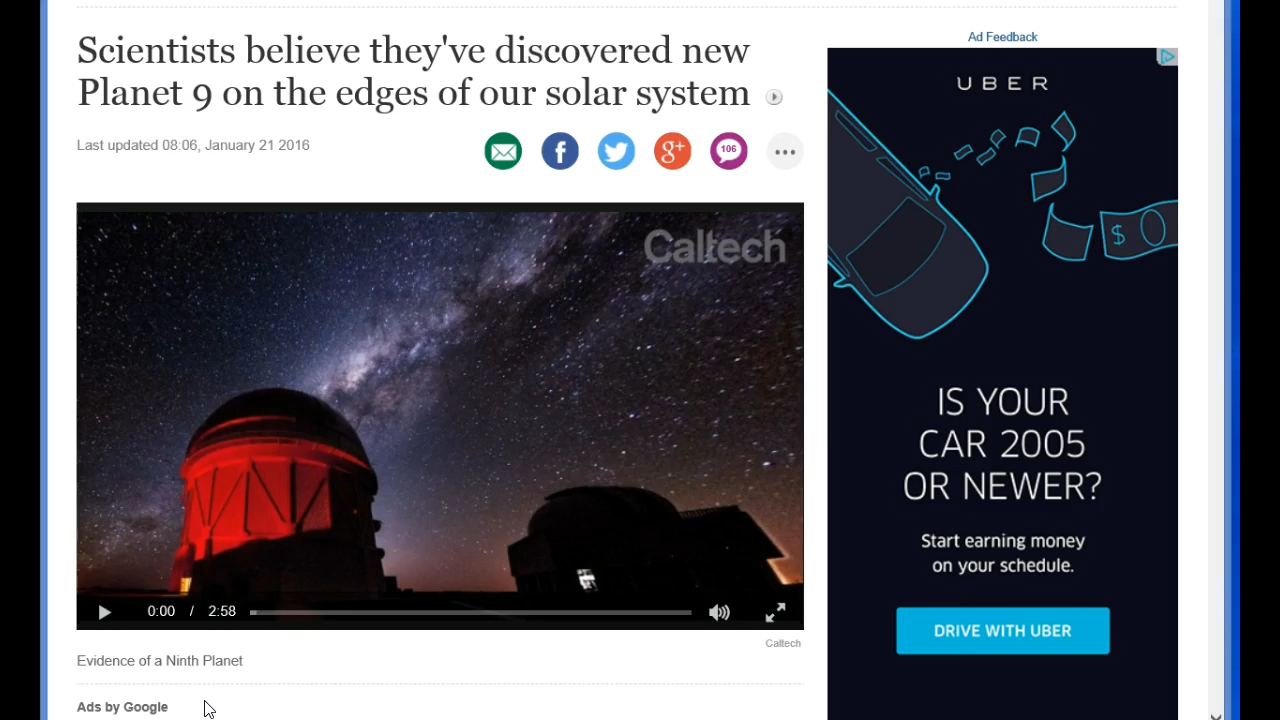 Scientists believe they've discovered new
Planet 9 on the edges of our solar system
Last updated 08:06, January 21 2016
f
g+
106
Caltech
0:00 / 2:58
Caltech
Evidence of a Ninth Planet
Ads by Google
Ad Feedback
UBER
$
IS YOUR
CAR 2005
OR NEWER?
Start earning money
on your schedule.
DRIVE WITH UBER